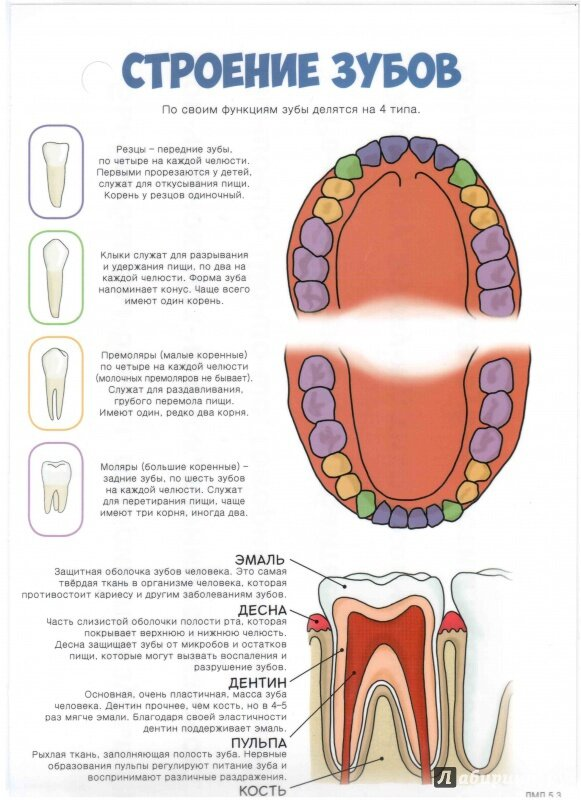 СТРОЕНИЕ ЗУБОВ
По своим функциям зубы делятся на 4 типа.
Резцы – передние зубы,
по четыре на каждой челюсти.
Первыми прорезаются у детей,
служат для откусывания пищи.
Корень у резцов одиночный.
Клыки служат для разрывания
и удержания пищи, по два на
каждой челюсти. Форма зуба
напоминает конус. Чаще всего
имеют один корень.
Премоляры (малые коренные)
по четыре на каждой челюсти
(молочных премоляров не бывает).
Служат для раздавливания,
грубого перемола пищи.
Имеют один, редко два корня.
Моляры (большие коренные) –
задние зубы, по шесть зубов
на каждой челюсти. Служат
для перетирания пищи, чаще
имеют три корня, иногда два.
ЭМАЛЬ
Защитная оболочка зубов человека. Это самая
твёрдая ткань в организме человека, которая
противостоит кариесу и другим заболеваниям зубов.
ДЕСНА
Часть слизистой оболочки полости рта, которая
покрывает верхнюю и нижнюю челюсть.
Десна защищает зубы от микробов и остатков
пищи, которые могут вызвать воспаления и
разрушение зубов.
ДЕНТИН
Основная, очень пластичная, масса зуба
человека. Дентин прочнее, чем кость, но в 4–5
раз мягче эмали. Благодаря своей эластичности
дентин поддерживает эмаль.
ПУЛЬПА
Рыхлая ткань, заполняющая полость зуба. Нервные
образования пульпы регулируют питание зуба и
воспринимают различные раздражения.
КОСТЬ
Лабиринт.ру